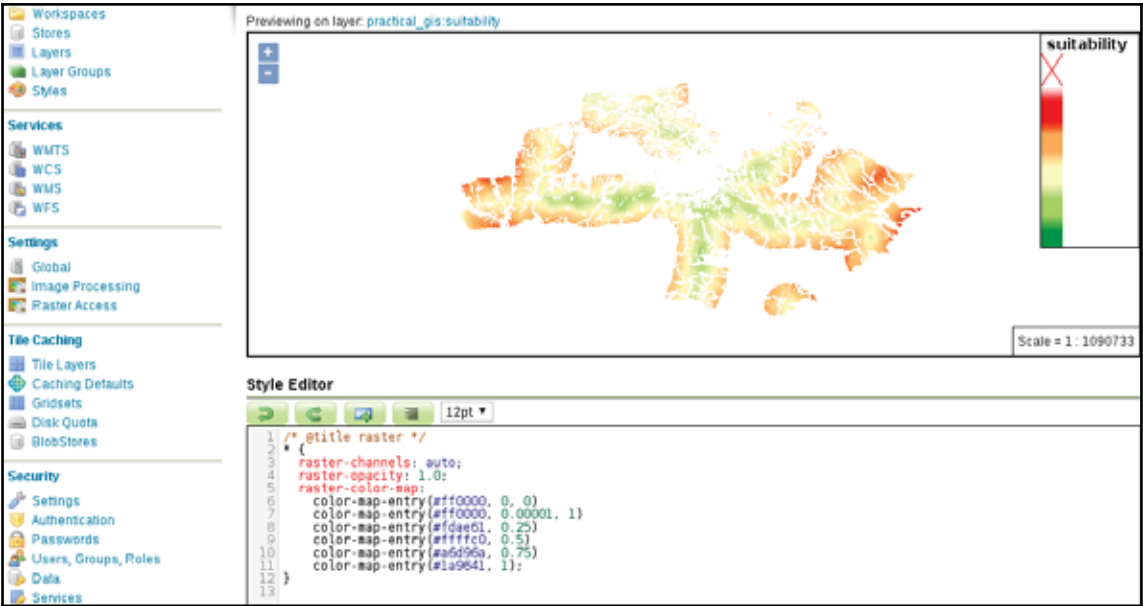 Workspaces
Stores
Layers
Layer Groups
Styles
Services
WMTS
WCS
WMS
WFS
Settings
Global
Image Processing
Raster Access
Tile Caching
Tile Layers
Caching Defaults
Gridsets
Disk Quota
BlobStores
Security
Settings
Authentication
Passwords
Users, Groups, Roles
Data
Services
Previewing on layer: practical_gis:suitability
+
-
suitability
Scale = 1 : 1090733
Style Editor
12pt ▼
1 /* @title raster */
2 * {
3 raster-channels: auto;
4 raster-opacity: 1.0;
5 raster-color-map:
6 color-map-entry(#ff0000, 0, 0)
7 color-map-entry(#ff0000, 0.00001, 1)
8 color-map-entry(#fdae61, 0.25)
9 color-map-entry(#ffffc0, 0.5)
10 color-map-entry(#a6d96a, 0.75)
11 color-map-entry(#1a9641, 1);
12 }
13